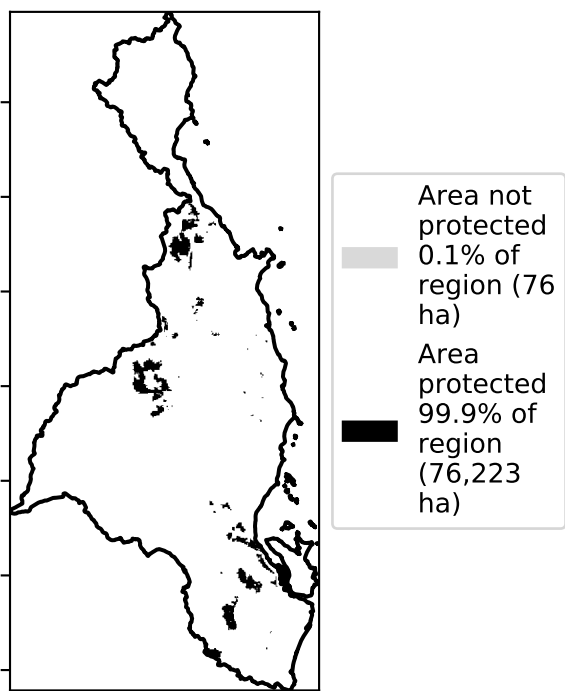 Area not
protected
0.1% of
region (76
ha)
Area
protected
99.9% of
region
(76,223
ha)